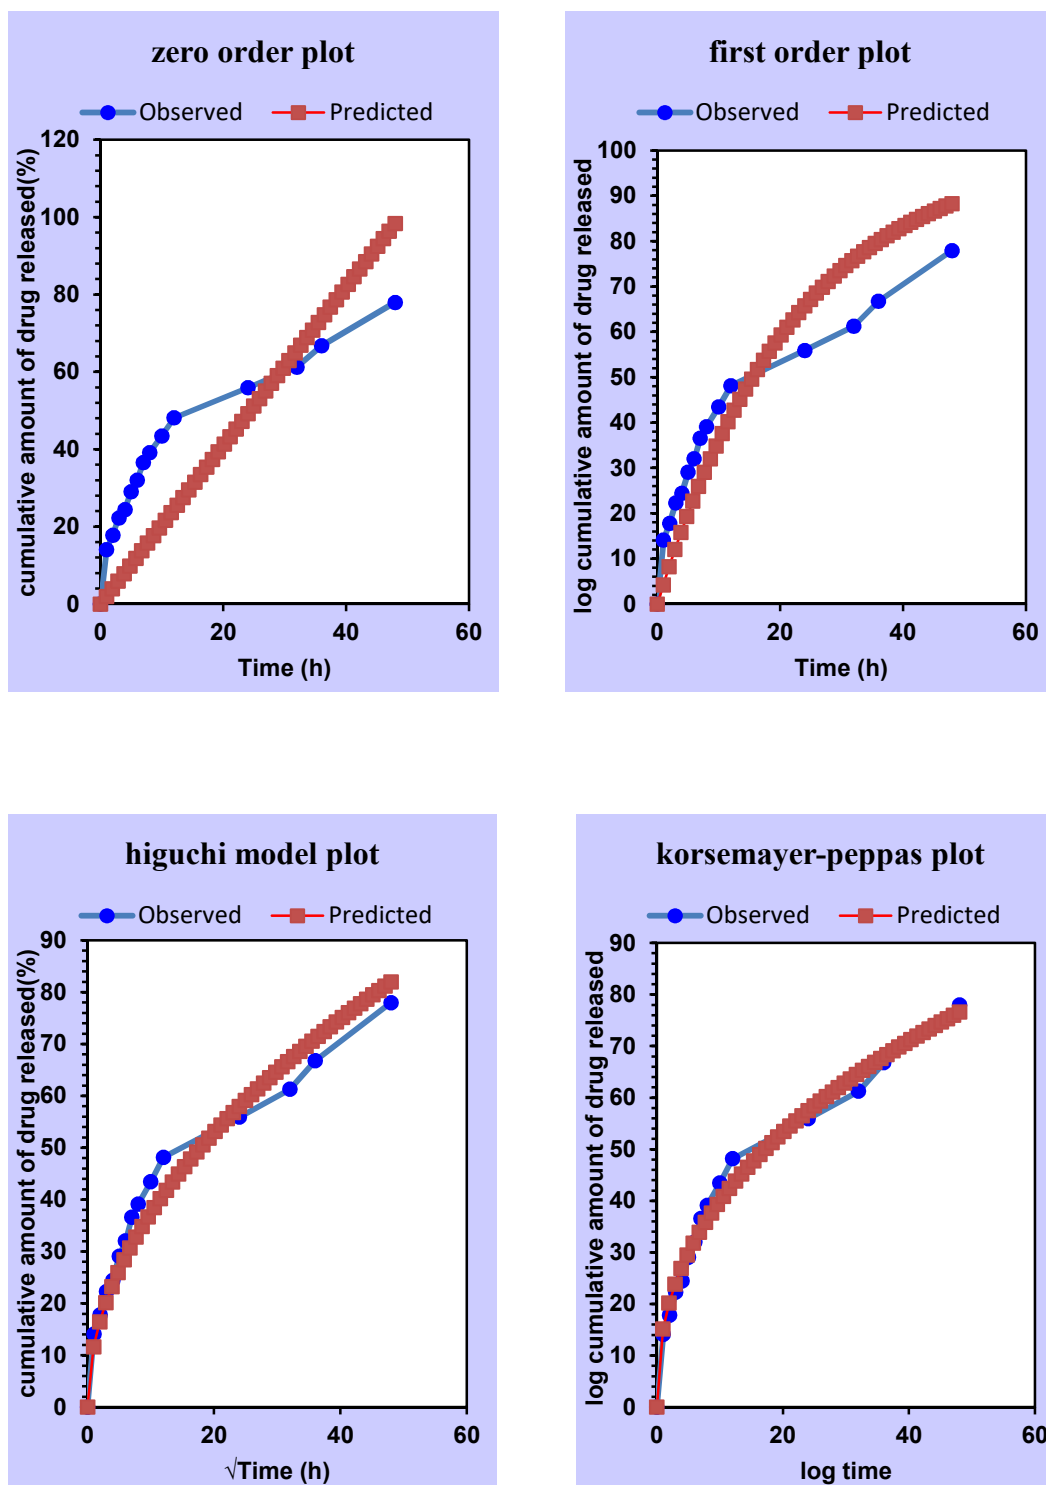 zero order plot
Observed Predicted
cumulative amount of drug released(%)
120
100
80
60
40
20
0
0 20 40 60
Time (h)
first order plot
Observed Predicted
log cumulative amount of drug released
100
90
80
70
60
50
40
30
20
10
0
0 20 40 60
Time (h)
higuchi model plot
Observed Predicted
cumulative amount of drug released(%)
90
80
70
60
50
40
30
20
10
0
0 20 40 60
√Time (h)
korsemayer-peppas plot
Observed Predicted
log cumulative amount of drug released
90
80
70
60
50
40
30
20
10
0
0 20 40 60
log time